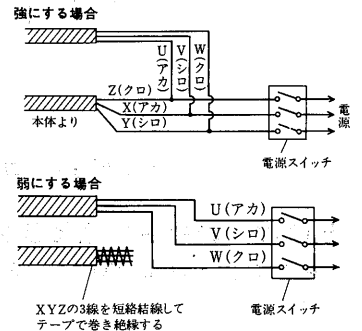 強にする場合
U(アカ)
V(シロ)
W(クロ)
Z(クロ)
X(アカ)
Y(シロ)
本体より
電源
電源スイッチ
弱にする場合
U(アカ)
V(シロ)
W(クロ)
XYZの3線を短絡結線して
テープで巻き絶縁する
電源スイッチ